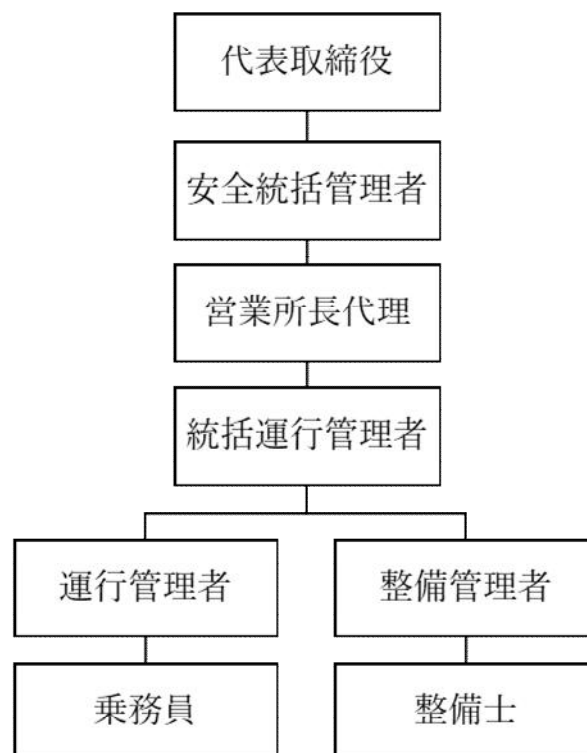 代表取締役
安全統括管理者
営業所長代理
統括運行管理者
運行管理者
整備管理者
乗務員
整備士